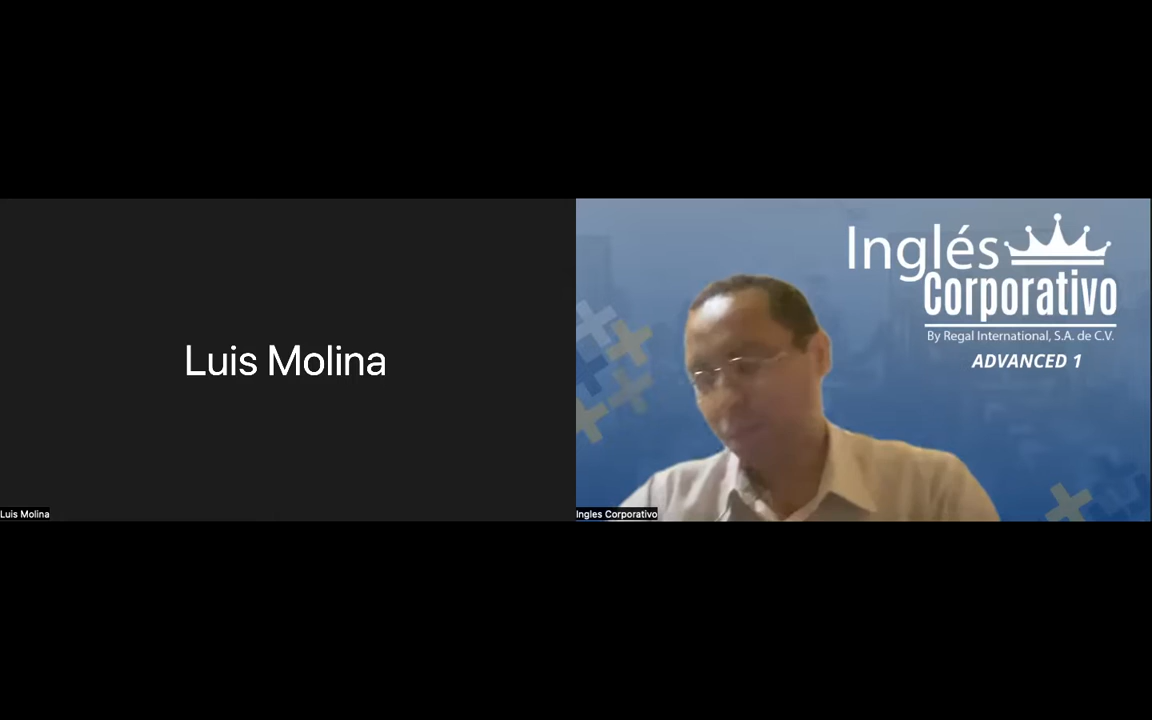 Luis Molina
Luis Molina
Inglés
Corporativo
By Regal International, S.A. de C.V.
ADVANCED 1
Ingles Corporativo